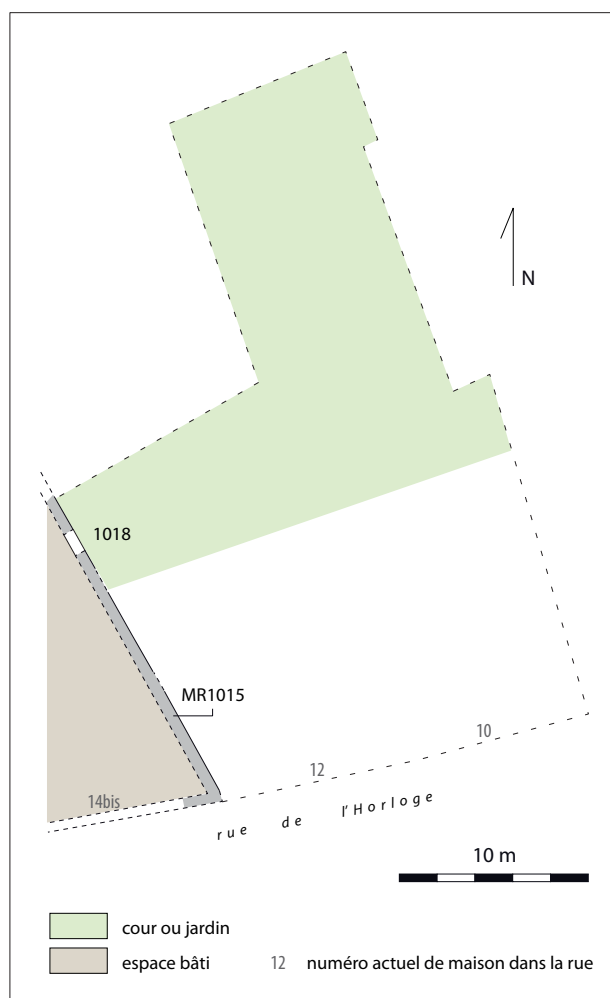 N
1018
MR1015
10
12
14bis
rue de l'Horloge
10 m
cour ou jardin
espace bâti
12 numéro actuel de maison dans la rue